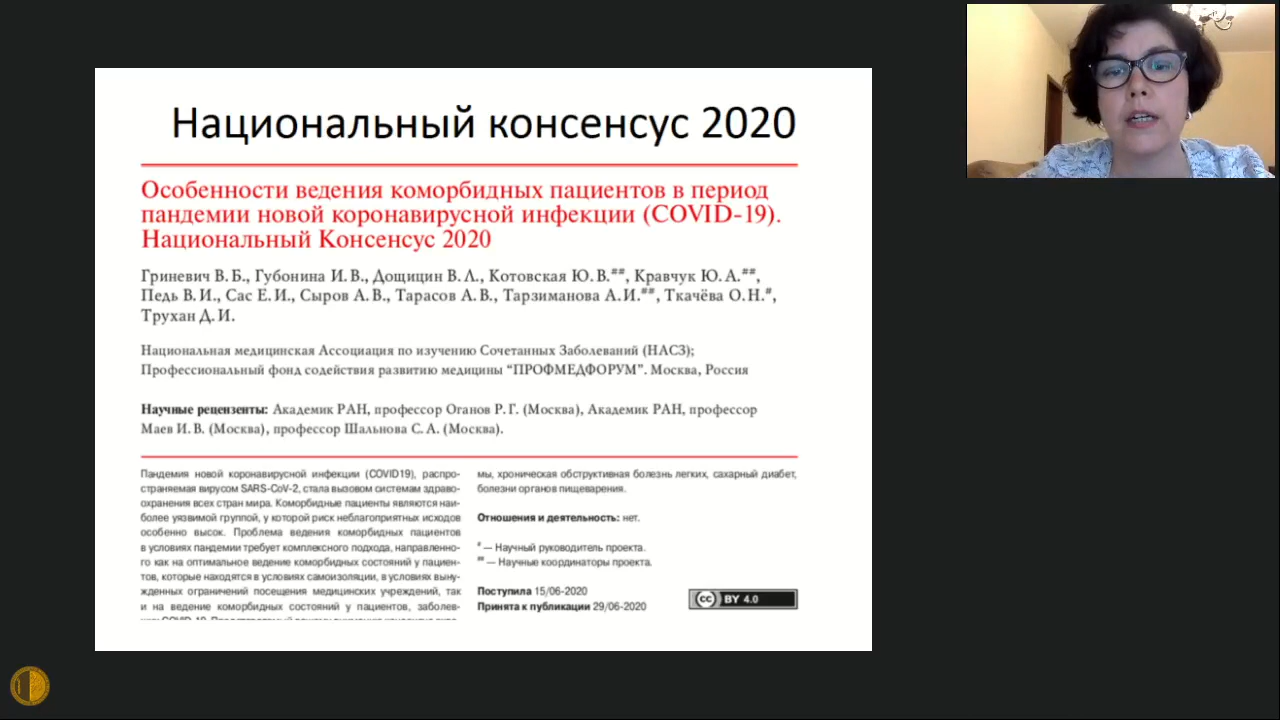 Национальный консенсус 2020
Особенности ведения коморбидных пациентов в период
пандемии новой коронавирусной инфекции (COVID-19).
Национальный Консенсус 2020
Гриневич В. Б., Губонина И. В., Дощицин В. Л., Котовская Ю. В.##, Кравчук Ю. А.##,
Педь В. И., Сас Е. И., Сыров А. В., Тарасов А. В., Тарзиманова А. И.##, Ткачёва О. Н.#,
Трухан Д. И.
Национальная медицинская Ассоциация по изучению Сочетанных Заболеваний (НАСЗ);
Профессиональный фонд содействия развитию медицины “ПРОФМЕДФОРУМ”. Москва, Россия
Научные рецензенты: Академик РАН, профессор Оганов Р. Г. (Москва), Академик РАН, профессор
Маев И. В. (Москва), профессор Шальнова С. А. (Москва).
Пандемия новой коронавирусной инфекции (COVID19), распро-
страняемая вирусом SARS-CoV-2, стала вызовом системам здраво-
охранения всех стран мира. Коморбидные пациенты являются наи-
более уязвимой группой, у которой риск неблагоприятных исходов
особенно высок. Проблема ведения коморбидных пациентов
в условиях пандемии требует комплексного подхода, направленно-
го как на оптимальное ведение коморбидных состояний у пациен-
тов, которые находятся в условиях самоизоляции, в условиях выну-
жденных ограничений посещения медицинских учреждений, так
и на ведение коморбидных состояний у пациентов, заболев-
мы, хроническая обструктивная болезнь легких, сахарный диабет,
болезни органов пищеварения.
Отношения и деятельность: нет.
# — Научный руководитель проекта.
## — Научные координаторы проекта.
Поступила 15/06-2020
Принята к публикации 29/06-2020
cc BY 4.0